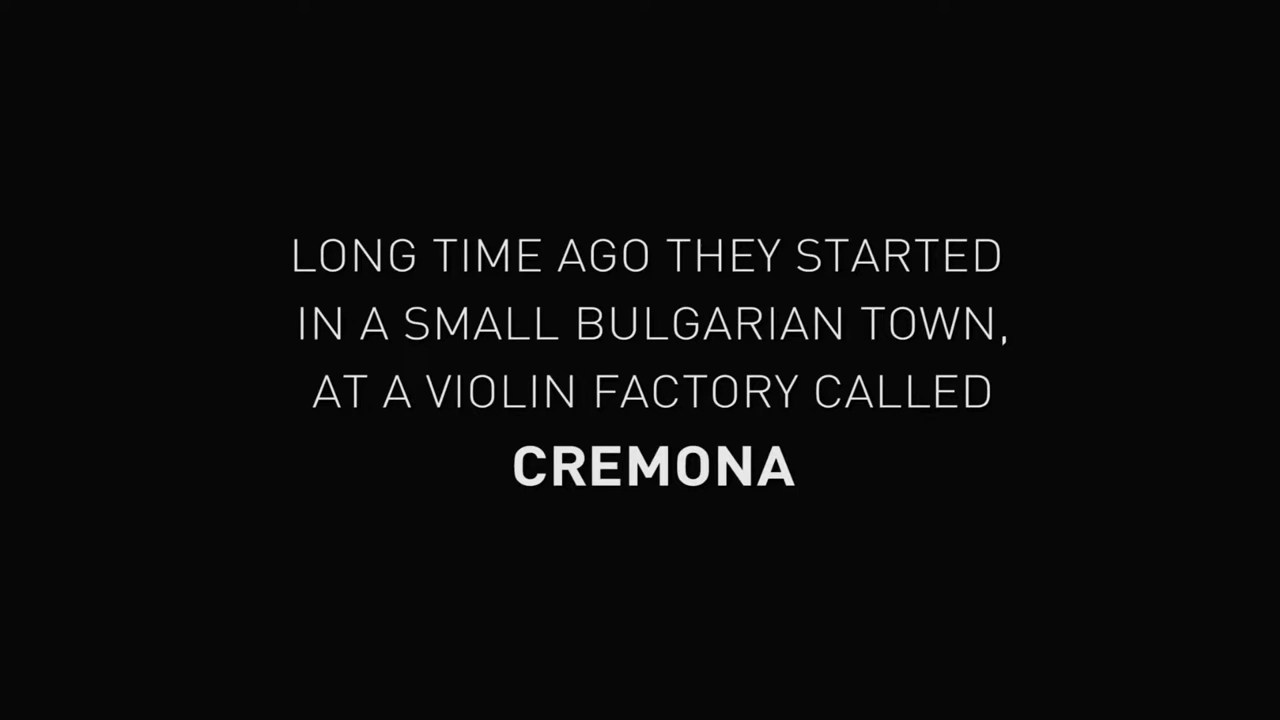 LONG TIME AGO THEY STARTED
IN A SMALL BULGARIAN TOWN,
AT A VIOLIN FACTORY CALLED
CREMONA